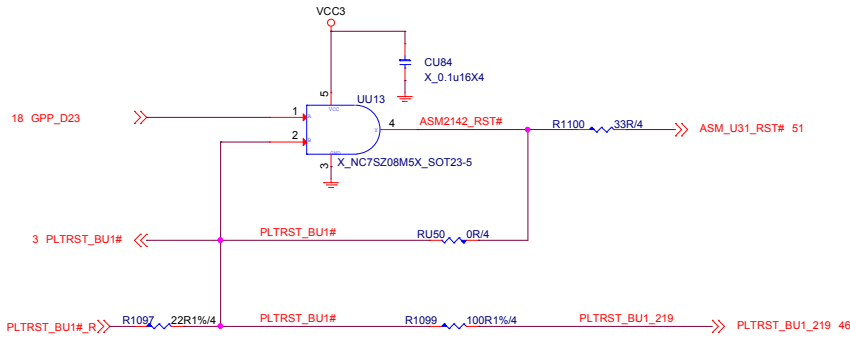 VCC3
CU84
X_0.1u16X4
5
UU13
VCC
18 GPP_D23
1
A
4
ASM2142_RST#
R1100
33R/4
ASM_U31_RST# 51
Y
2
B
GND
X_NC7SZ08M5X_SOT23-5
3
3 PLTRST_BU1#
PLTRST_BU1#
RU50
0R/4
PLTRST_BU1#_R
R1097
22R1%/4
PLTRST_BU1#
R1099
100R1%/4
PLTRST_BU1_219
PLTRST_BU1_219 46